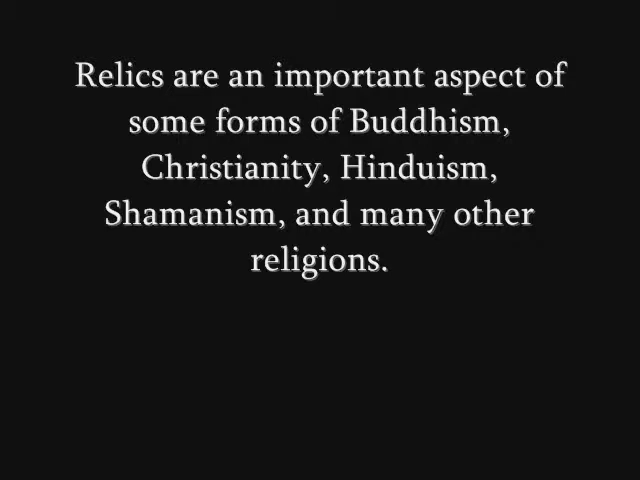 Relics are an important aspect of
some forms of Buddhism,
Christianity, Hinduism,
Shamanism, and many other
religions.